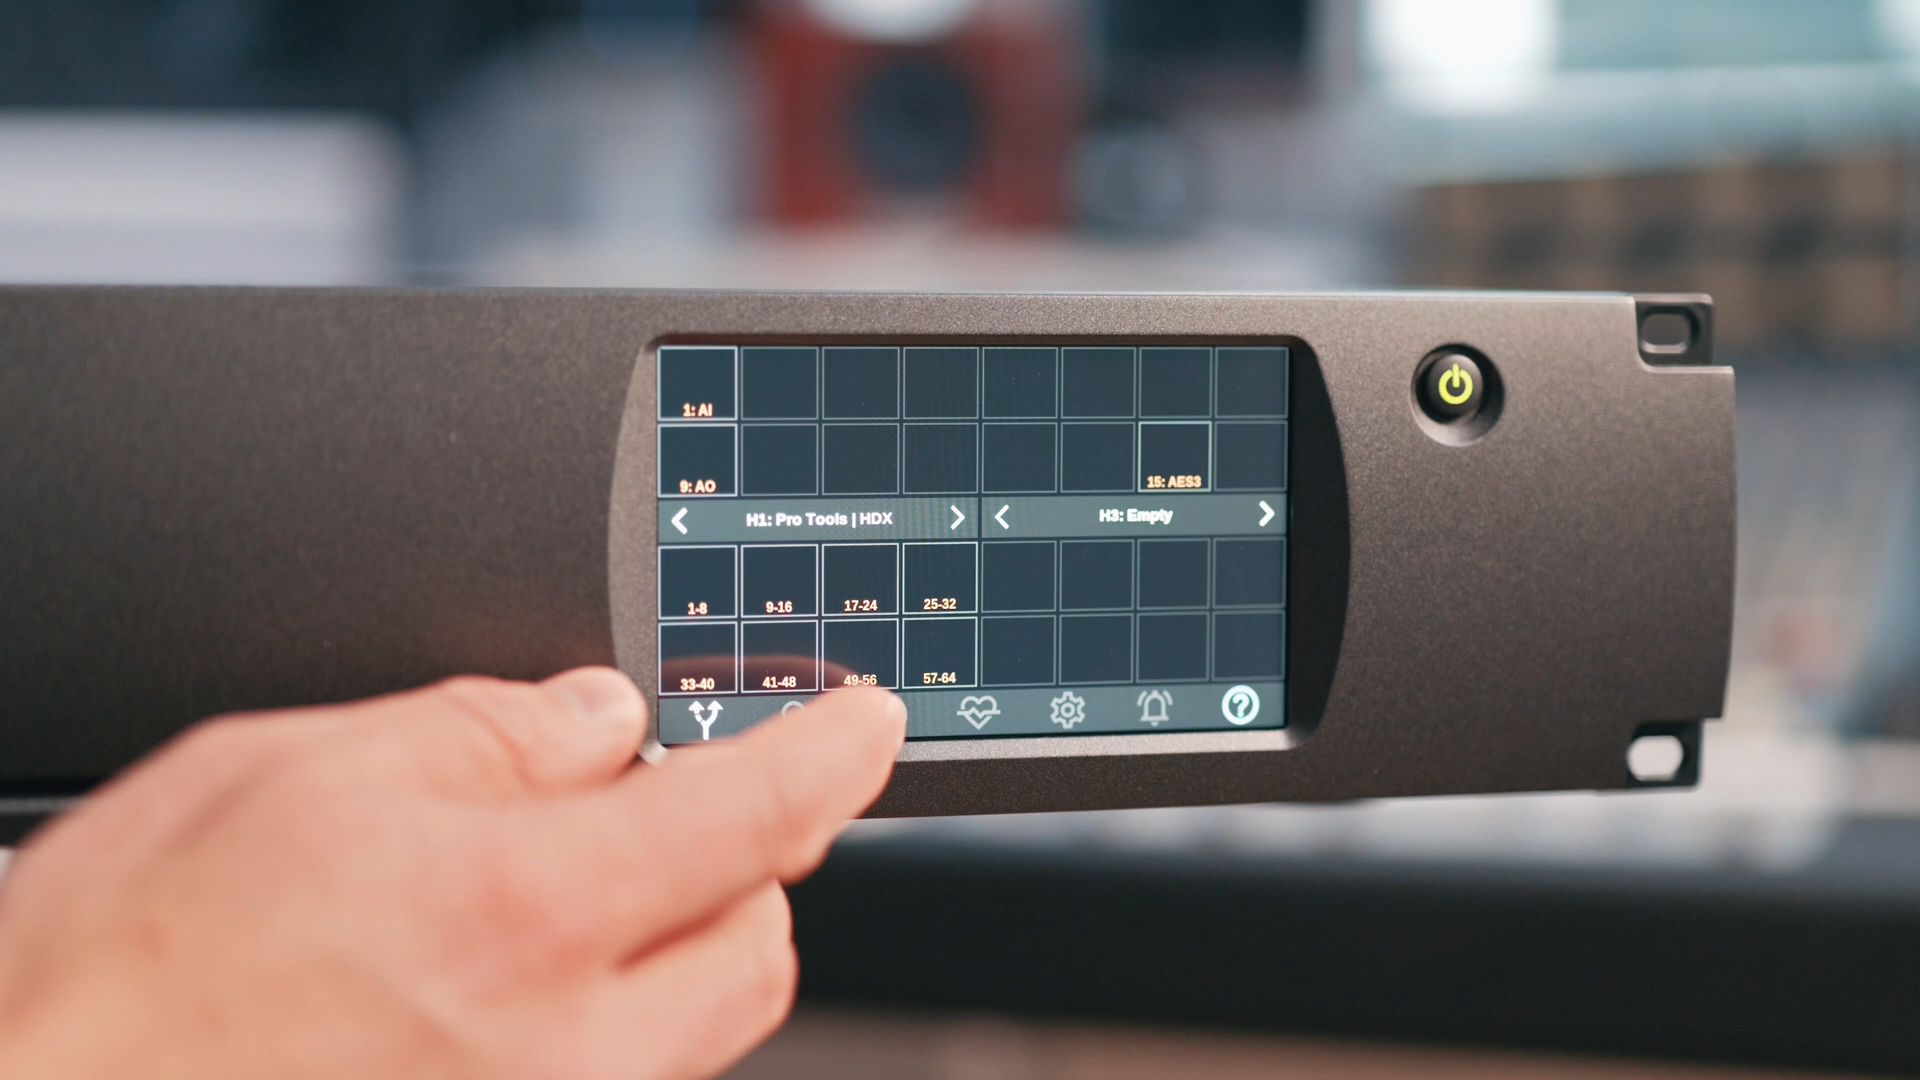 1: AI
9: AO
15: AES3
H1: Pro Tools | HDX
H3: Empty
1-8
9-16
17-24
25-32
33-40
41-48
49-56
57-64
?